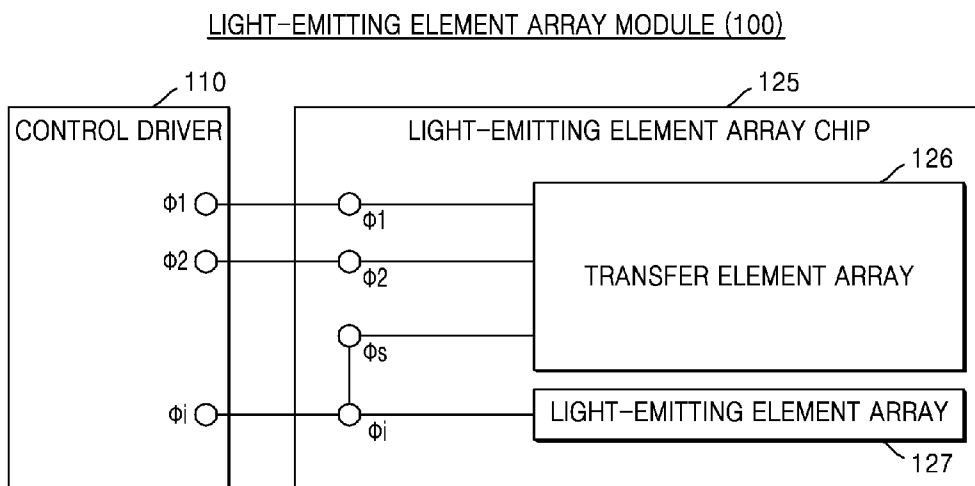 LIGHT-EMITTING ELEMENT ARRAY MODULE (100)
110
125
CONTROL DRIVER
LIGHT-EMITTING ELEMENT ARRAY CHIP
126
Φ1
Φ1
Φ2
Φ2
TRANSFER ELEMENT ARRAY
Φs
Φi
Φi
LIGHT-EMITTING ELEMENT ARRAY
127